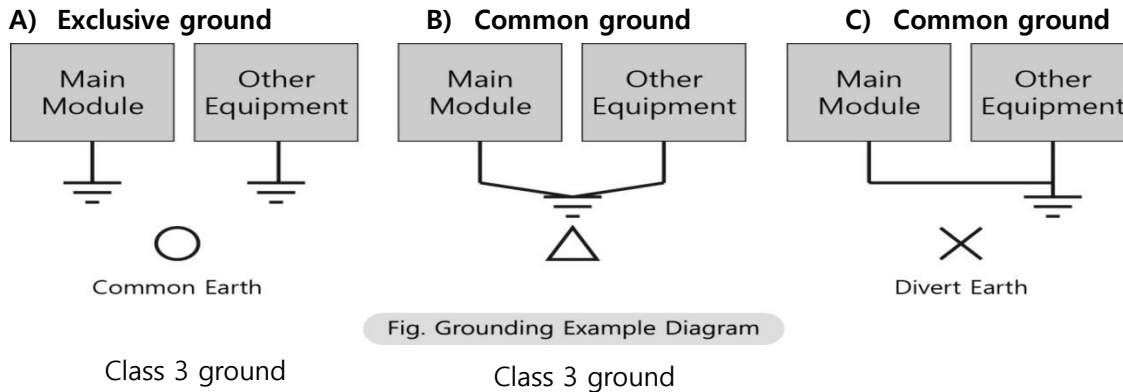 A) Exclusive ground
B) Common ground
C) Common ground
Main
Module
Other
Equipment
Main
Module
Other
Equipment
Main
Module
Other
Equipment
Common Earth
Divert Earth
Fig. Grounding Example Diagram
Class 3 ground
Class 3 ground